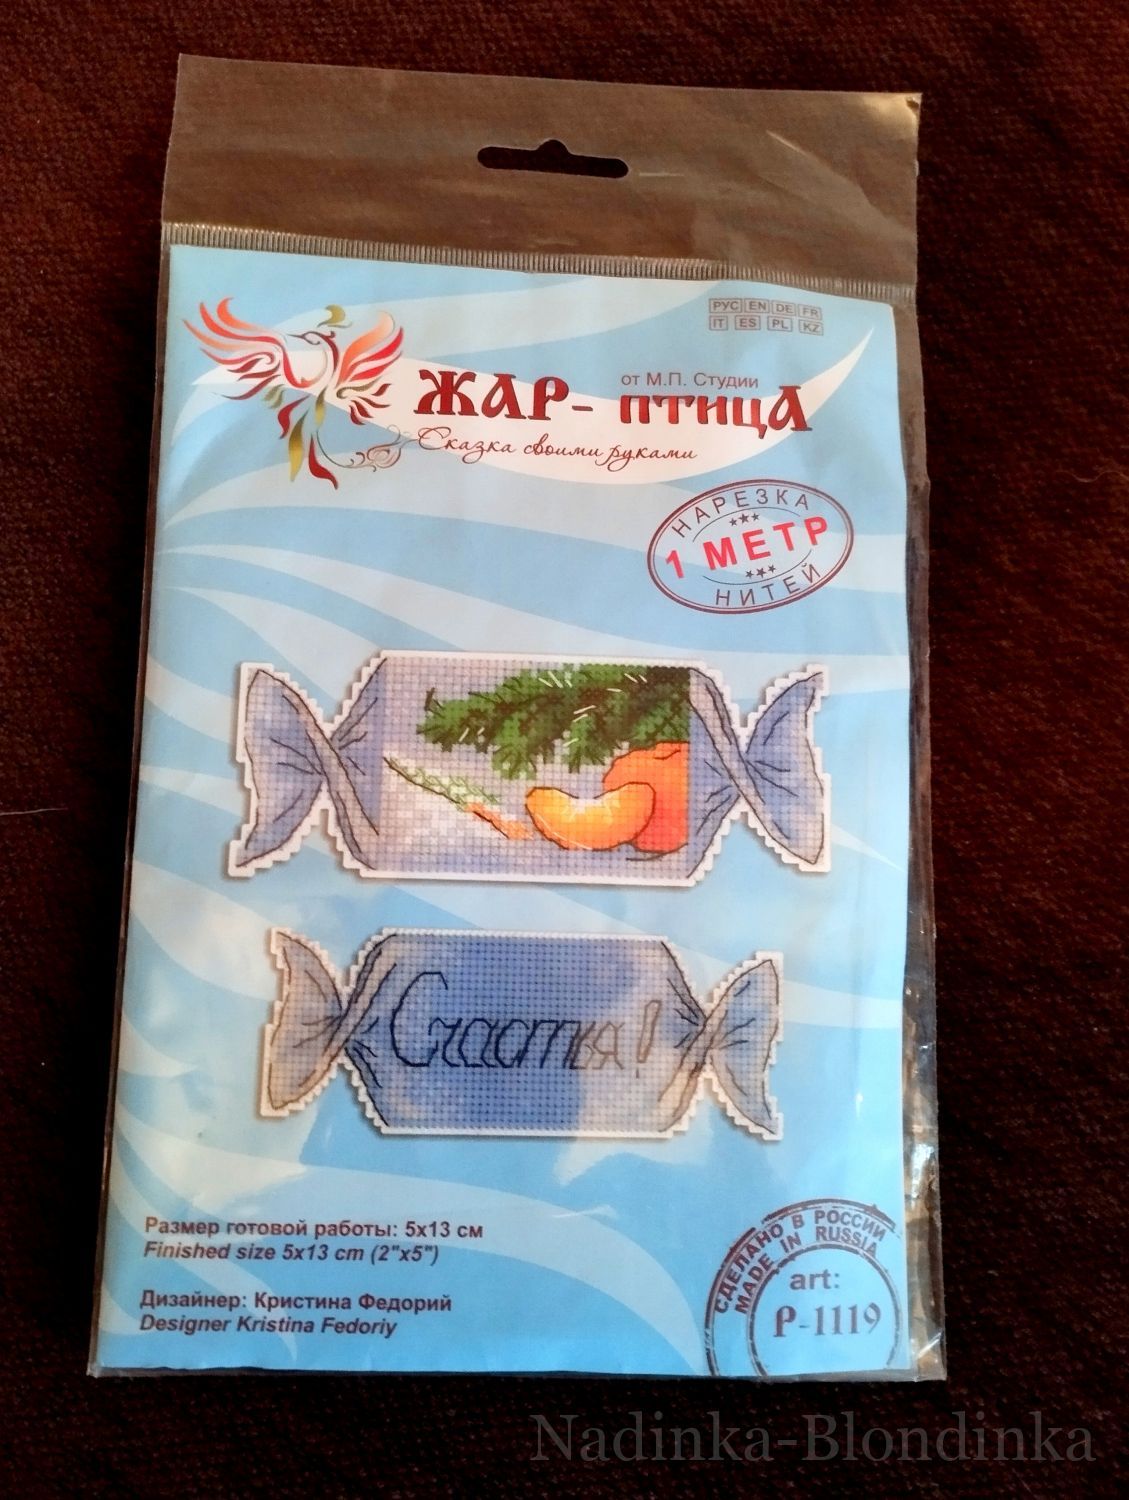 РУС EN DE FR
IT ES PL KZ
от М.П. Студии
ЖАР-ПТИЦА
Сказка своими руками
НАРЕЗКА
1 МЕТР
НИТЕЙ
Счастья!
Размер готовой работы: 5х13 см
Finished size 5x13 cm (2"x5")
Дизайнер: Кристина Федорий
Designer Kristina Fedoriy
СДЕЛАНО В РОССИИ
MADE IN RUSSIA
art:
Р-1119
Nadinka-Blondinka